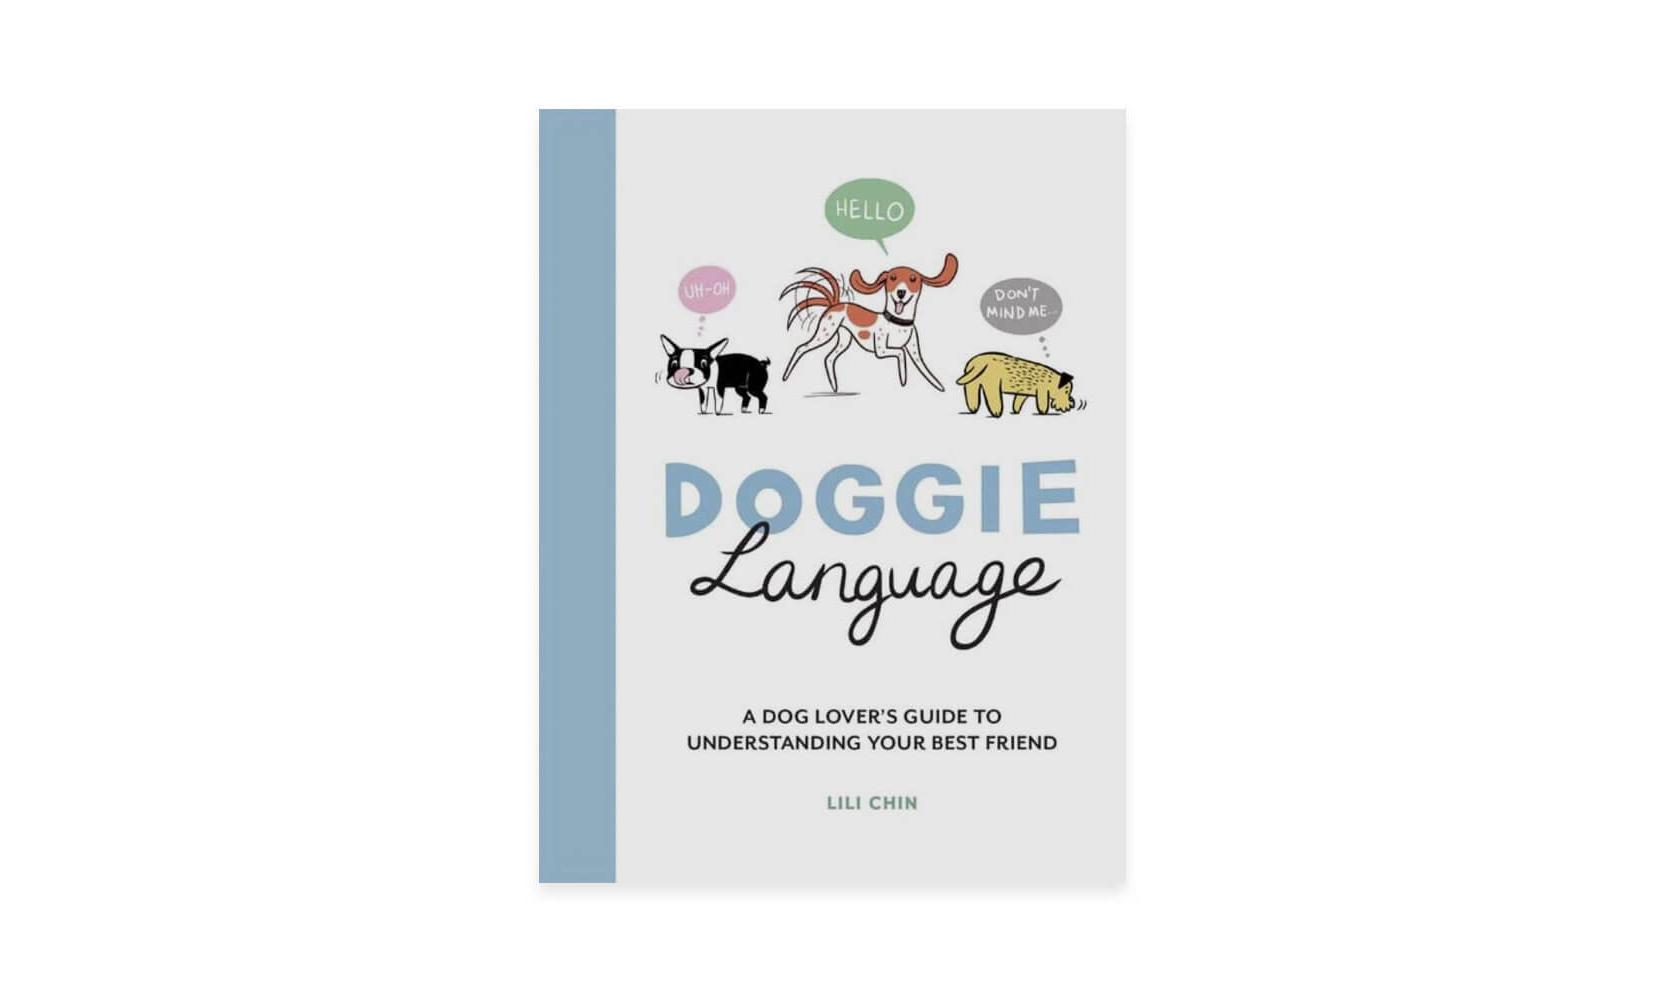 HELLO
UH-OH
DON'T
MIND ME...
DOGGIE
Language
A DOG LOVER'S GUIDE TO
UNDERSTANDING YOUR BEST FRIEND
LILI CHIN